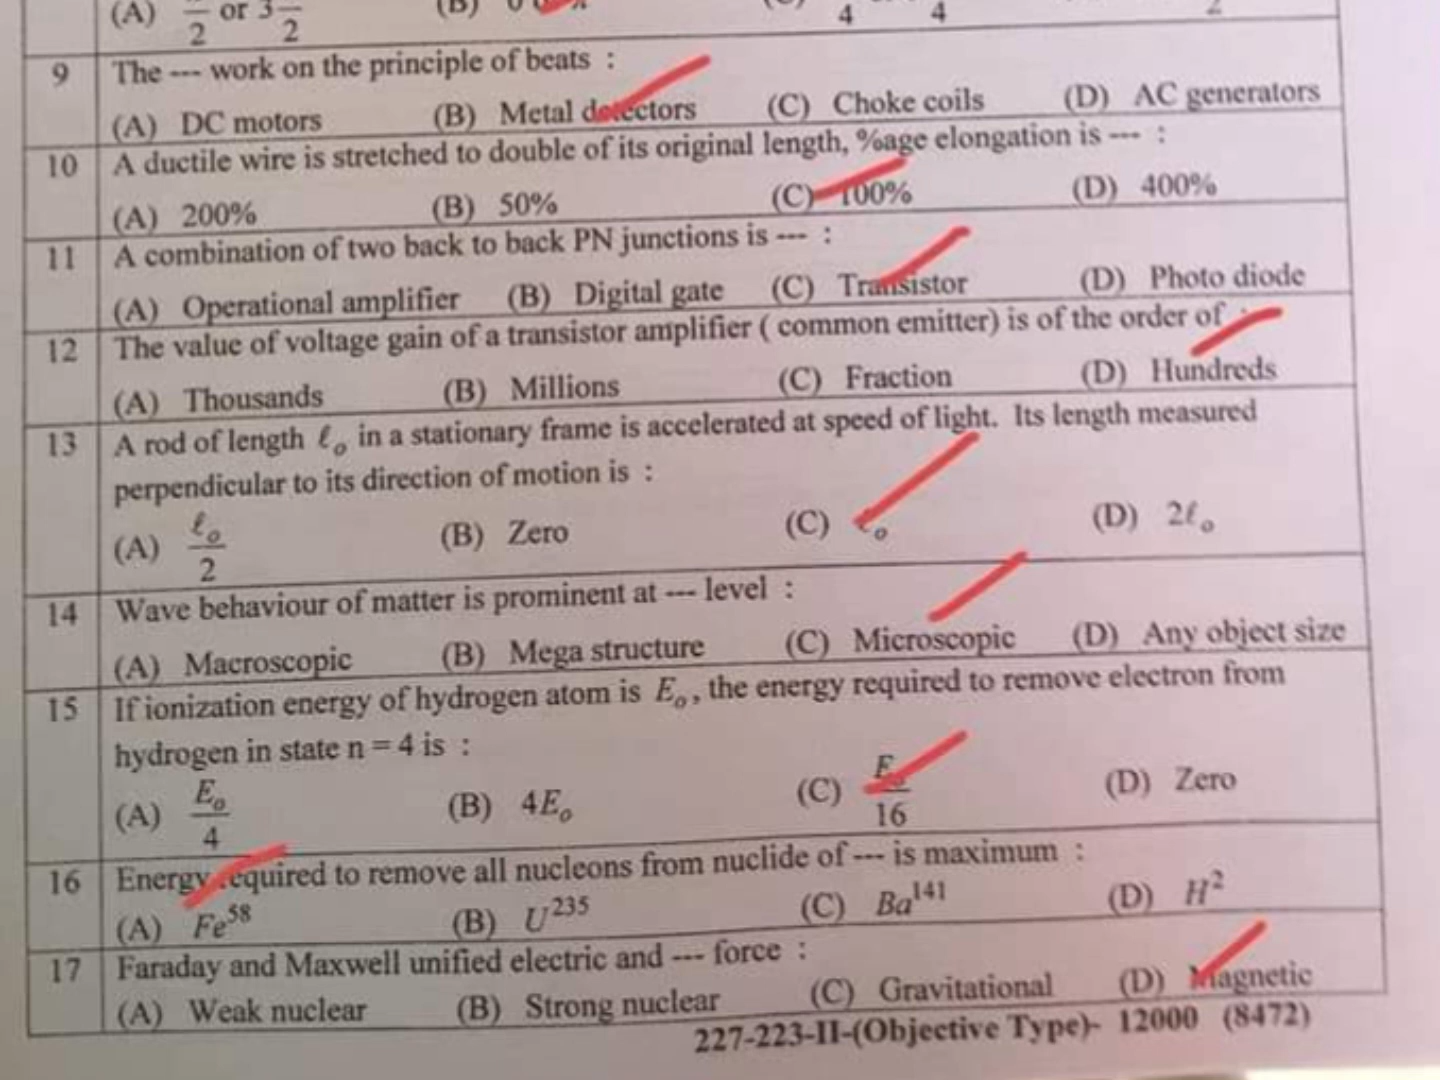 (A) /2 or 3 /2 (B) 0 (C) /4 /4 2
9 The --- work on the principle of beats :
(A) DC motors (B) Metal detectors (C) Choke coils (D) AC generators
10 A ductile wire is stretched to double of its original length, %age elongation is --- :
(A) 200% (B) 50% (C) 100% (D) 400%
11 A combination of two back to back PN junctions is --- :
(A) Operational amplifier (B) Digital gate (C) Transistor (D) Photo diode
12 The value of voltage gain of a transistor amplifier ( common emitter) is of the order of
(A) Thousands (B) Millions (C) Fraction (D) Hundreds
13 A rod of length ℓo in a stationary frame is accelerated at speed of light. Its length measured
perpendicular to its direction of motion is :
(A) ℓo/2 (B) Zero (C) ℓo (D) 2ℓo
14 Wave behaviour of matter is prominent at --- level :
(A) Macroscopic (B) Mega structure (C) Microscopic (D) Any object size
15 If ionization energy of hydrogen atom is Eo, the energy required to remove electron from
hydrogen in state n = 4 is :
(A) Eo/4 (B) 4Eo (C) Eo/16 (D) Zero
16 Energy required to remove all nucleons from nuclide of --- is maximum :
(A) Fe⁵⁸ (B) U²³⁵ (C) Ba¹⁴¹ (D) H²
17 Faraday and Maxwell unified electric and --- force :
(A) Weak nuclear (B) Strong nuclear (C) Gravitational (D) Magnetic
227-223-II-(Objective Type)- 12000 (8472)